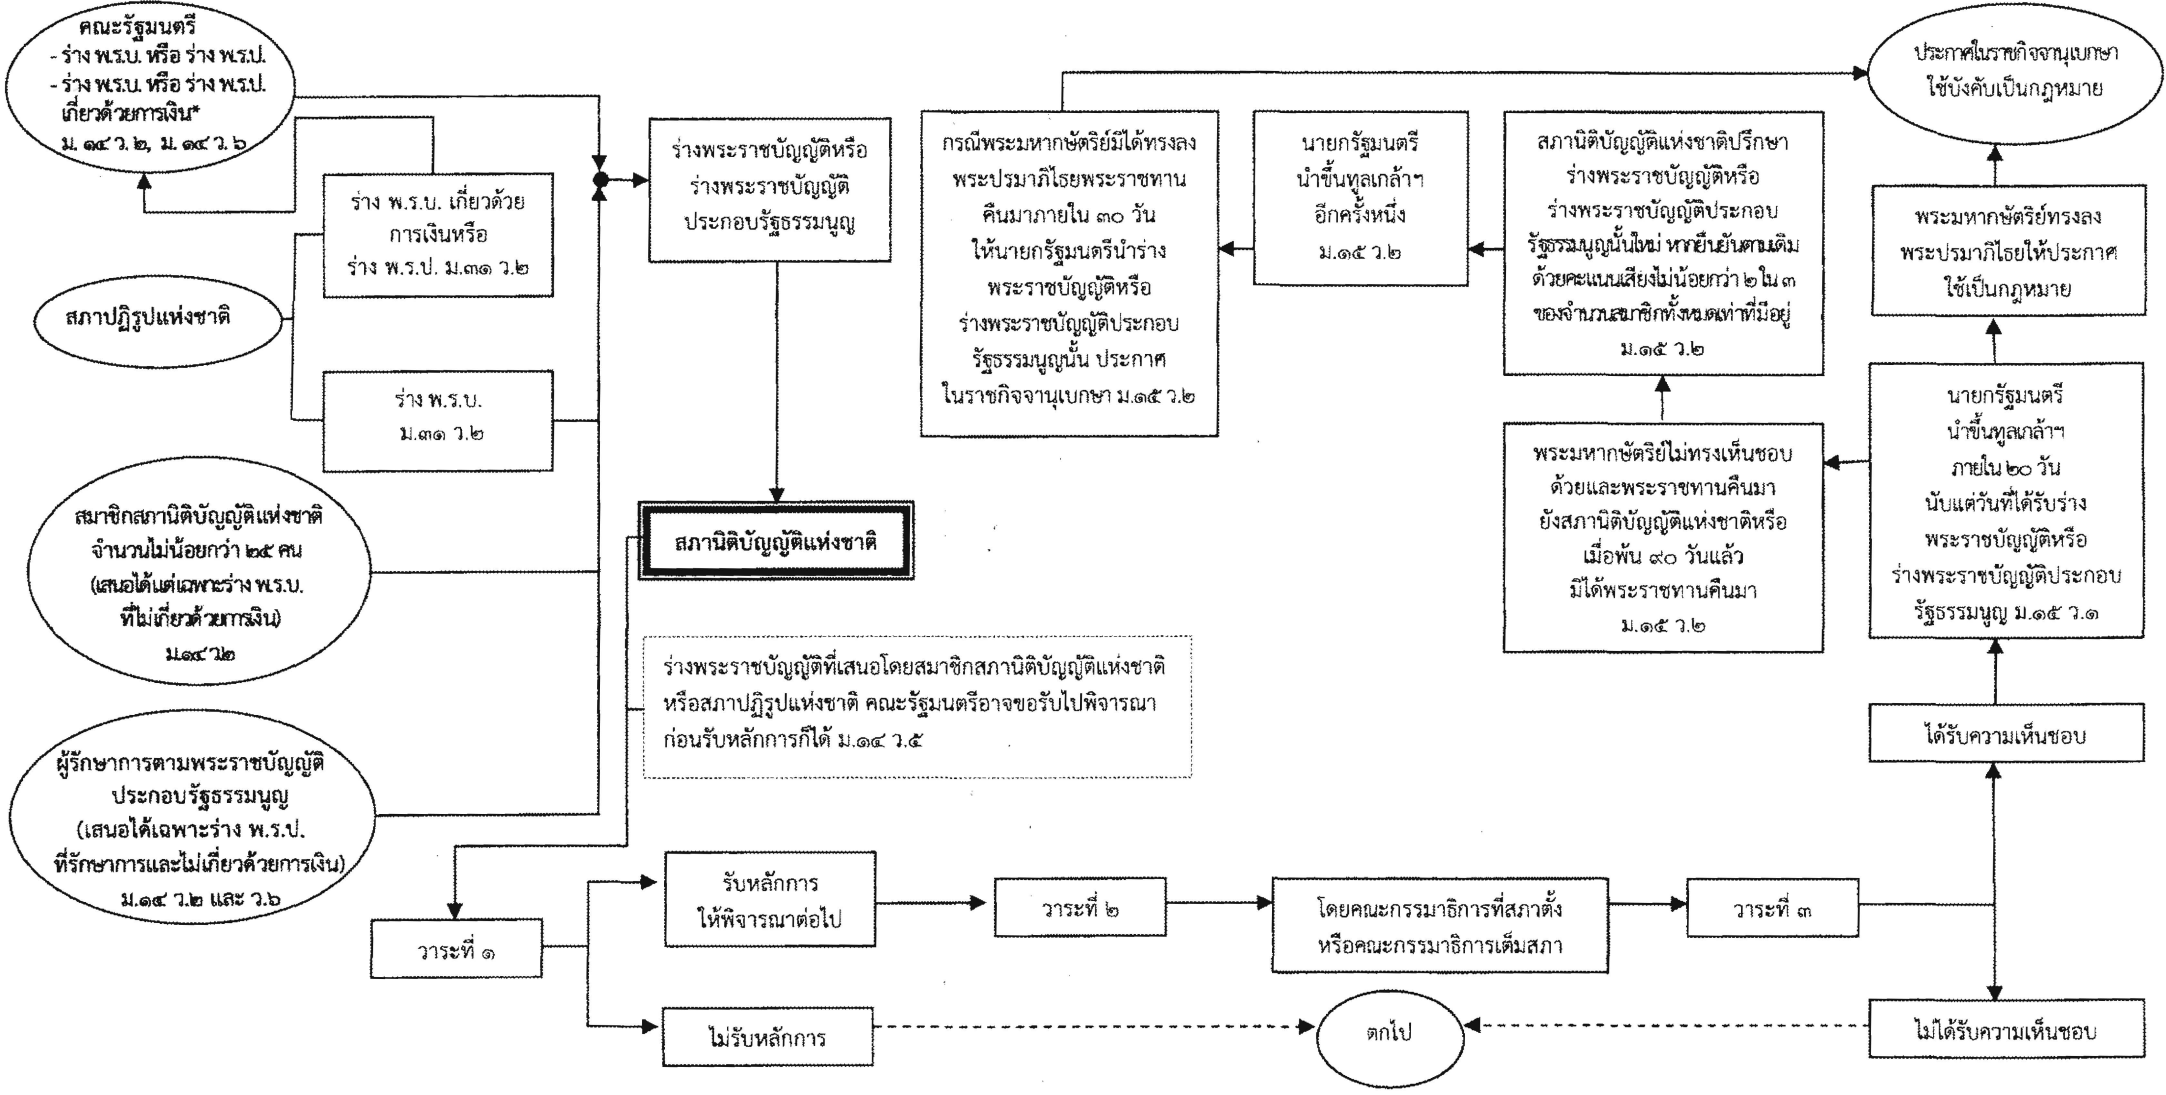 คณะรัฐมนตรี
- ร่าง พ.ร.บ. หรือ ร่าง พ.ร.ป.
- ร่าง พ.ร.บ. หรือ ร่าง พ.ร.ป.
เกี่ยวด้วยการเงิน*
ม. ๑๔ ว. ๒, ม. ๑๔ ว. ๖
ร่าง พ.ร.บ. เกี่ยวด้วย
การเงินหรือ
ร่าง พ.ร.ป. ม.๓๑ ว.๒
สภาปฏิรูปแห่งชาติ
ร่าง พ.ร.บ.
ม.๓๑ ว.๒
สมาชิกสภานิติบัญญัติแห่งชาติ
จำนวนไม่น้อยกว่า ๒๕ คน
(เสนอได้แต่เฉพาะร่าง พ.ร.บ.
ที่ไม่เกี่ยวด้วยการเงิน)
ม.๑๔ ว.๒
ผู้รักษาการตามพระราชบัญญัติ
ประกอบรัฐธรรมนูญ
(เสนอได้เฉพาะร่าง พ.ร.ป.
ที่รักษาการและไม่เกี่ยวด้วยการเงิน)
ม.๑๔ ว.๒ และ ว.๖
ร่างพระราชบัญญัติหรือ
ร่างพระราชบัญญัติ
ประกอบรัฐธรรมนูญ
สภานิติบัญญัติแห่งชาติ
ร่างพระราชบัญญัติที่เสนอโดยสมาชิกสภานิติบัญญัติแห่งชาติ
หรือสภาปฏิรูปแห่งชาติ คณะรัฐมนตรีอาจขอรับไปพิจารณา
ก่อนรับหลักการก็ได้ ม.๑๔ ว.๕
วาระที่ ๑
รับหลักการ
ให้พิจารณาต่อไป
ไม่รับหลักการ
วาระที่ ๒
โดยคณะกรรมาธิการที่สภาตั้ง
หรือคณะกรรมาธิการเต็มสภา
วาระที่ ๓
ตกไป
ไม่ได้รับความเห็นชอบ
ได้รับความเห็นชอบ
นายกรัฐมนตรี
นำขึ้นทูลเกล้าฯ
ภายใน ๒๐ วัน
นับแต่วันที่ได้รับร่าง
พระราชบัญญัติหรือ
ร่างพระราชบัญญัติประกอบ
รัฐธรรมนูญ ม.๑๕ ว.๑
พระมหากษัตริย์ทรงลง
พระปรมาภิไธยให้ประกาศ
ใช้เป็นกฎหมาย
ประกาศในราชกิจจานุเบกษา
ใช้บังคับเป็นกฎหมาย
พระมหากษัตริย์ไม่ทรงเห็นชอบ
ด้วยและพระราชทานคืนมา
ยังสภานิติบัญญัติแห่งชาติหรือ
เมื่อพ้น ๙๐ วันแล้ว
มิได้พระราชทานคืนมา
ม.๑๕ ว.๒
สภานิติบัญญัติแห่งชาติปรึกษา
ร่างพระราชบัญญัติหรือ
ร่างพระราชบัญญัติประกอบ
รัฐธรรมนูญนั้นใหม่ หากยืนยันตามเดิม
ด้วยคะแนนเสียงไม่น้อยกว่า ๒ ใน ๓
ของจำนวนสมาชิกทั้งหมดเท่าที่มีอยู่
ม.๑๕ ว.๒
นายกรัฐมนตรี
นำขึ้นทูลเกล้าฯ
อีกครั้งหนึ่ง
ม.๑๕ ว.๒
กรณีพระมหากษัตริย์มิได้ทรงลง
พระปรมาภิไธยพระราชทาน
คืนมาภายใน ๓๐ วัน
ให้นายกรัฐมนตรีนำร่าง
พระราชบัญญัติหรือ
ร่างพระราชบัญญัติประกอบ
รัฐธรรมนูญนั้น ประกาศ
ในราชกิจจานุเบกษา ม.๑๕ ว.๒